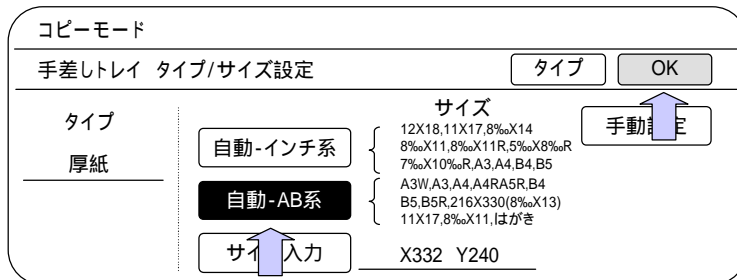 コピーモード
手差しトレイ タイプ/サイズ設定
タイプ
OK
タイプ
厚紙
サイズ
自動-インチ系
12X18,11X17,8‰X14
8‰X11,8‰X11R,5‰X8‰R
7‰X10‰R,A3,A4,B4,B5
手動設定
自動-AB系
A3W,A3,A4,A4RA5R,B4
B5,B5R,216X330(8‰X13)
11X17,8‰X11,はがき
サイズ入力
X332 Y240